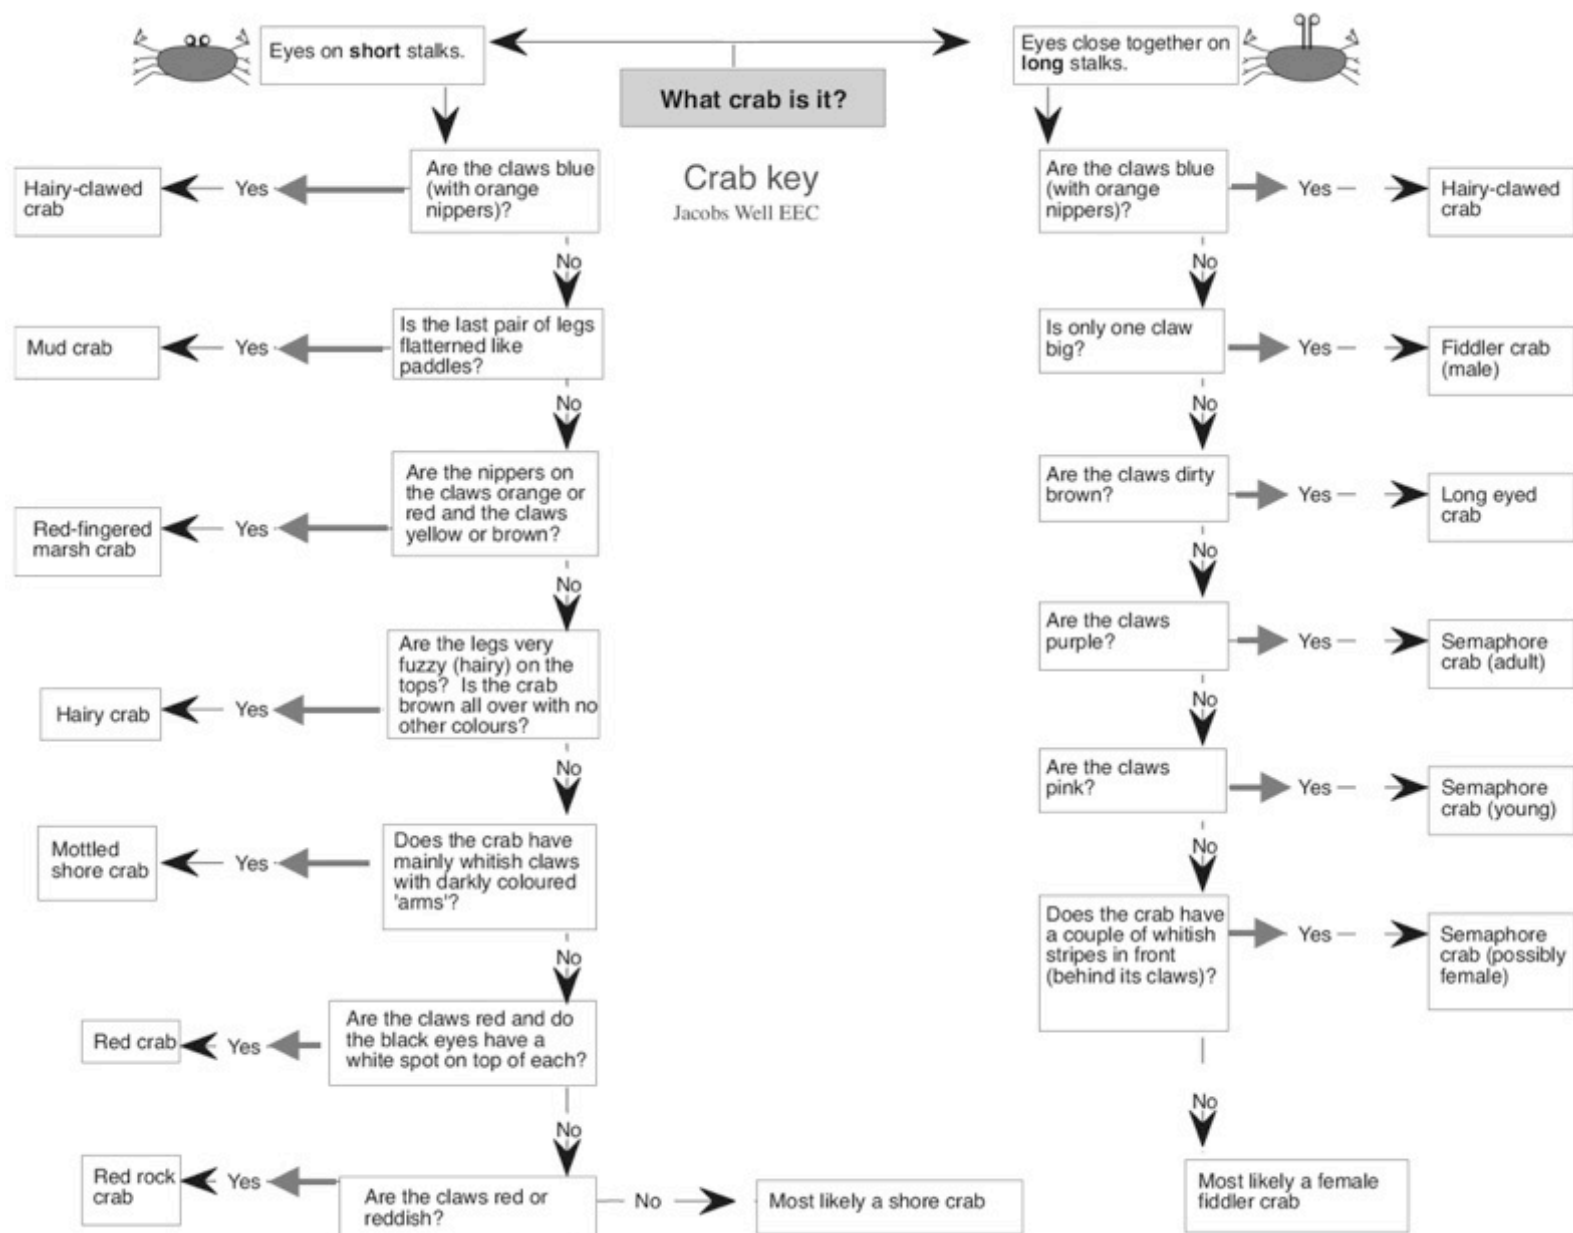 Eyes on short stalks.
Eyes close together on
long stalks.
What crab is it?
Crab key
Jacobs Well EEC
Are the claws blue
(with orange
nippers)?
Yes
Hairy-clawed
crab
No
Is the last pair of legs
flatterned like
paddles?
Yes
Mud crab
No
Are the nippers on
the claws orange or
red and the claws
yellow or brown?
Yes
Red-fingered
marsh crab
No
Are the legs very
fuzzy (hairy) on the
tops? Is the crab
brown all over with no
other colours?
Yes
Hairy crab
No
Does the crab have
mainly whitish claws
with darkly coloured
'arms'?
Yes
Mottled
shore crab
No
Are the claws red and do
the black eyes have a
white spot on top of each?
Yes
Red crab
No
Are the claws red or
reddish?
Yes
Red rock
crab
No
Most likely a shore crab
Are the claws blue
(with orange
nippers)?
Yes
Hairy-clawed
crab
No
Is only one claw
big?
Yes
Fiddler crab
(male)
No
Are the claws dirty
brown?
Yes
Long eyed
crab
No
Are the claws
purple?
Yes
Semaphore
crab (adult)
No
Are the claws
pink?
Yes
Semaphore
crab (young)
No
Does the crab have
a couple of whitish
stripes in front
(behind its claws)?
Yes
Semaphore
crab (possibly
female)
No
Most likely a female
fiddler crab